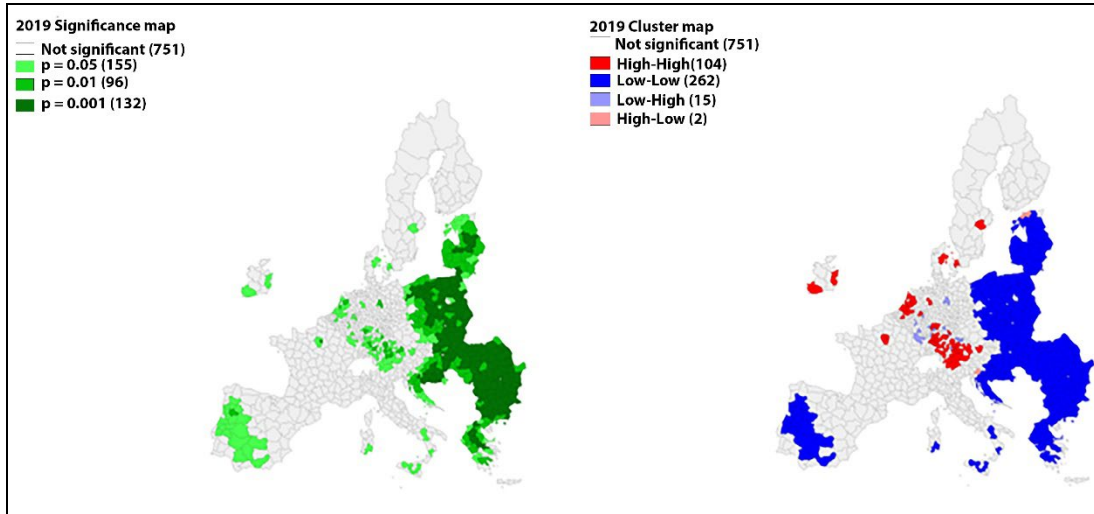 2019 Significance map
Not significant (751)
p = 0.05 (155)
p = 0.01 (96)
p = 0.001 (132)
2019 Cluster map
Not significant (751)
High-High(104)
Low-Low (262)
Low-High (15)
High-Low (2)